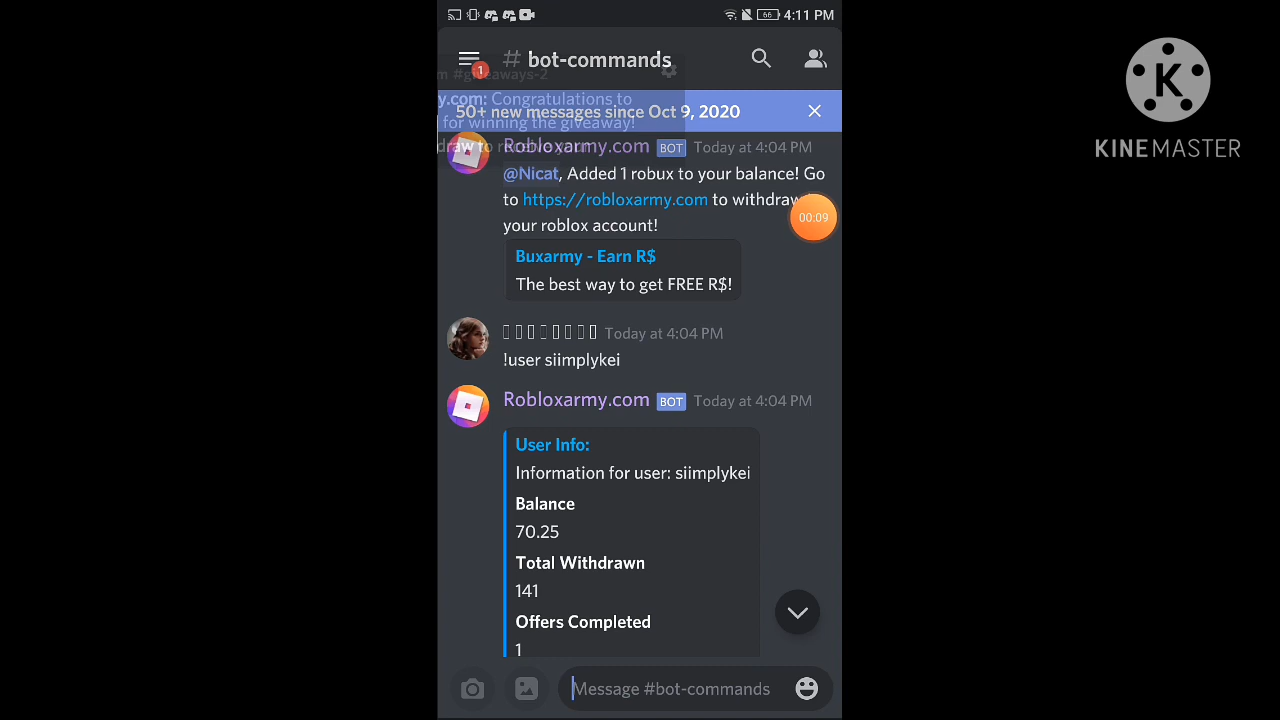 66 4:11 PM
# bot-commands
1
m #giveaways-2
y.com: Congratulations to
for winning the giveaway!
50+ new messages since Oct 9, 2020
Robloxarmy.com BOT Today at 4:04 PM
@Nicat, Added 1 robux to your balance! Go
to https://robloxarmy.com to withdraw
your roblox account!
00:09
Buxarmy - Earn R$
The best way to get FREE R$!
Today at 4:04 PM
!user siimplykei
Robloxarmy.com BOT Today at 4:04 PM
User Info:
Information for user: siimplykei
Balance
70.25
Total Withdrawn
141
Offers Completed
1
Message #bot-commands
K
KINEMASTER